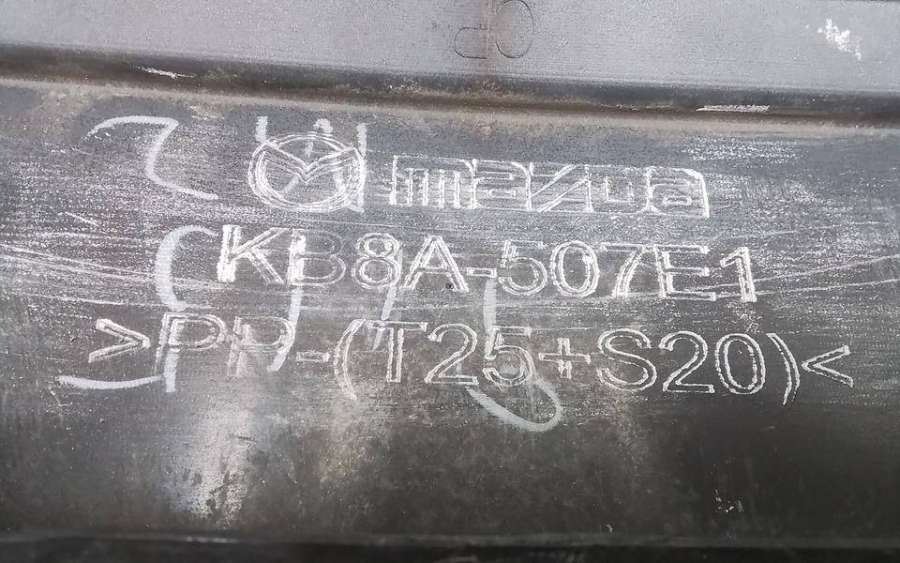 mazda
KB8A-507E1
>PP-(T25+S20)<